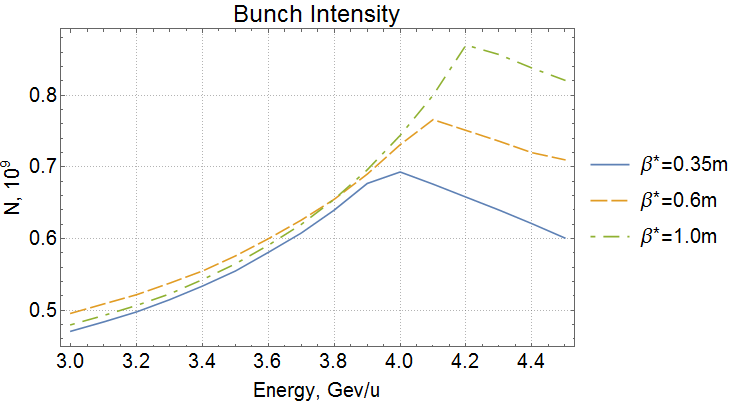 Bunch Intensity
N, 10⁹
0.8
0.7
0.6
0.5
3.0 3.2 3.4 3.6 3.8 4.0 4.2 4.4
Energy, Gev/u
β*=0.35m
β*=0.6m
β*=1.0m